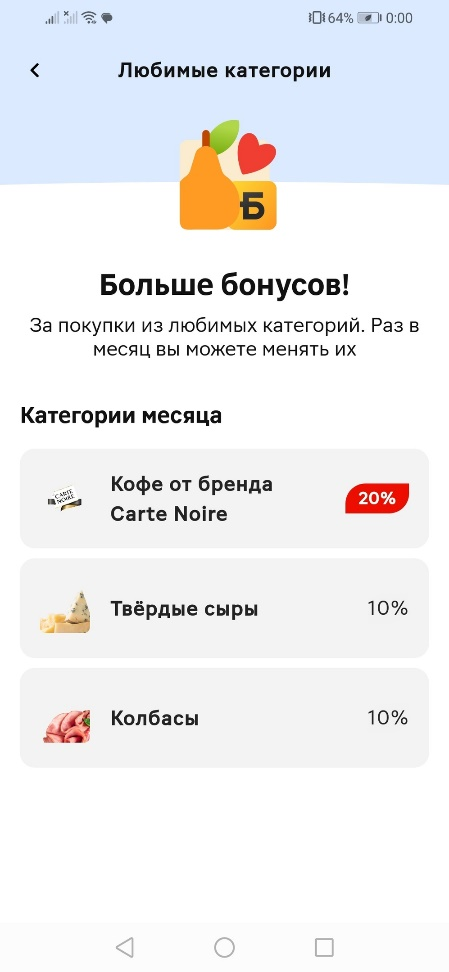 64% 0:00
Любимые категории
Б
Больше бонусов!
За покупки из любимых категорий. Раз в
месяц вы можете менять их
Категории месяца
CARTE
NOIRE
Кофе от бренда
Carte Noire
20%
Твёрдые сыры
10%
Колбасы
10%